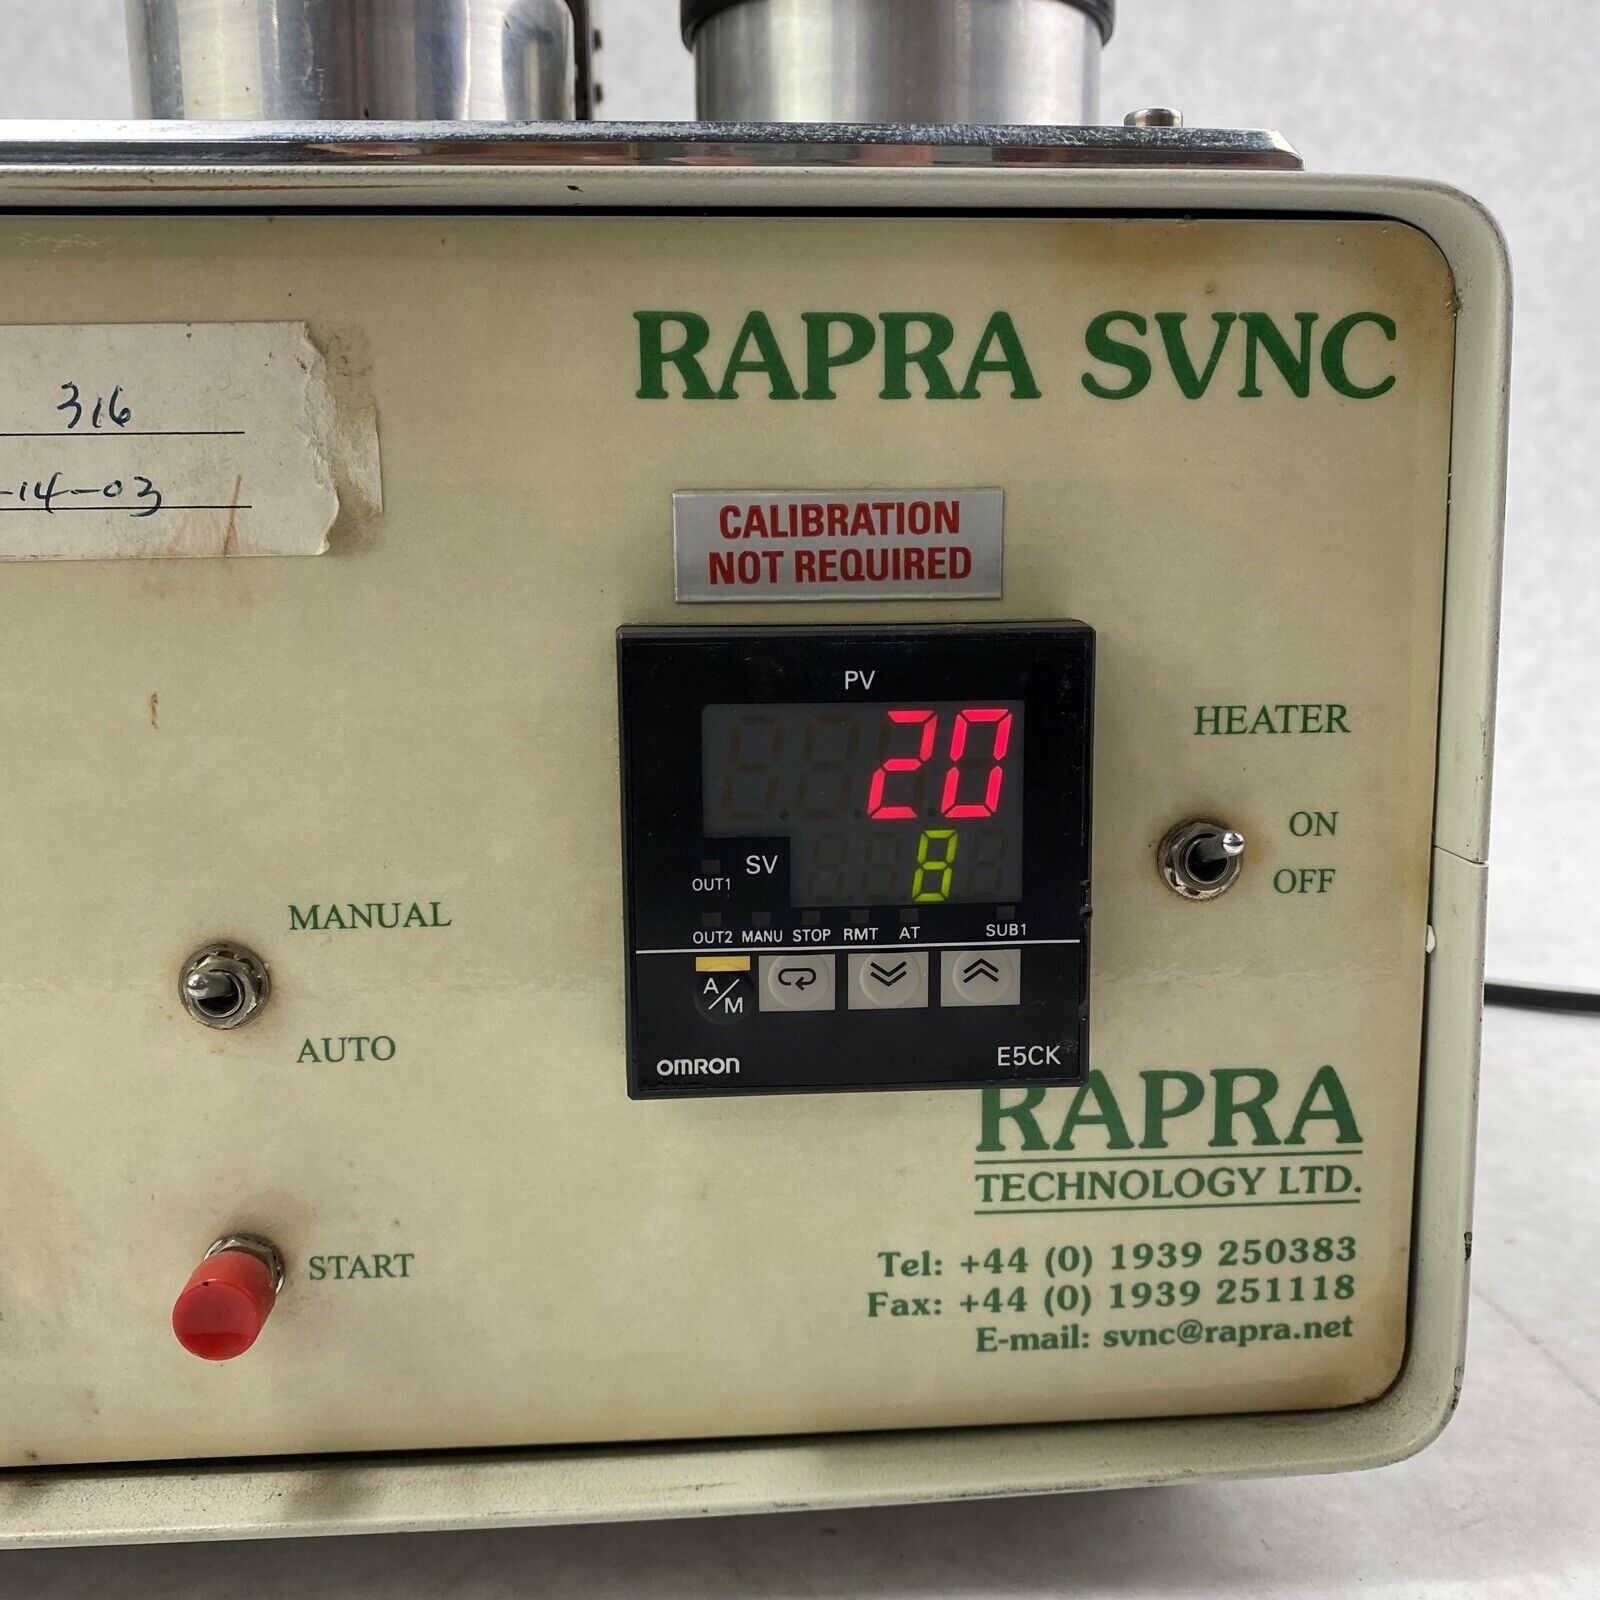 RAPRA SVNC
316
-14-03
CALIBRATION
NOT REQUIRED
PV
20
8
SV
OUT1
OUT2 MANU STOP RMT AT SUB1
A/M
OMRON E5CK
HEATER
ON
OFF
MANUAL
AUTO
START
RAPRA
TECHNOLOGY LTD.
Tel: +44 (0) 1939 250383
Fax: +44 (0) 1939 251118
E-mail: svnc@rapra.net